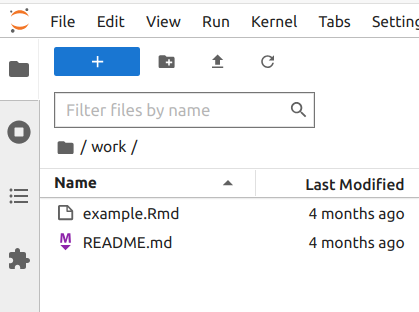 File Edit View Run Kernel Tabs Setting
Filter files by name
/ work /
Name Last Modified
example.Rmd 4 months ago
M README.md 4 months ago